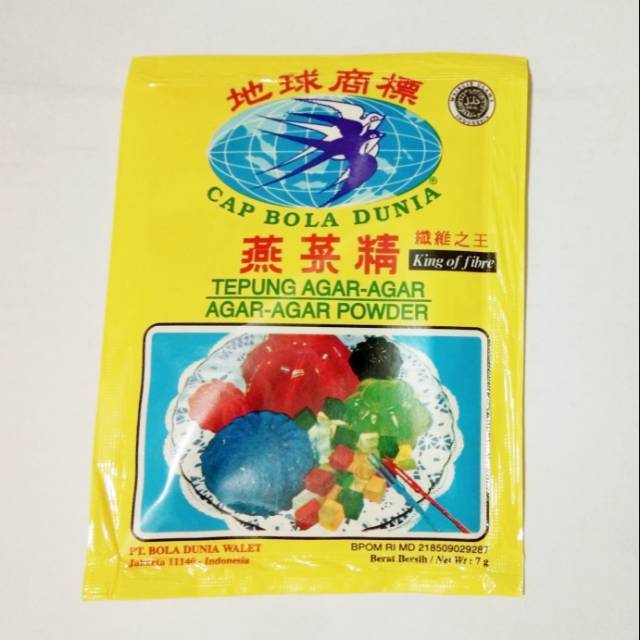 地球商標
CAP BOLA DUNIA®
燕菜精
纖維之王
King of fibre
TEPUNG AGAR-AGAR
AGAR-AGAR POWDER
PT. BOLA DUNIA WALET
Jakarta 11140 - Indonesia
BPOM RI MD 218509029287
Berat Bersih / Net Wt : 7 g